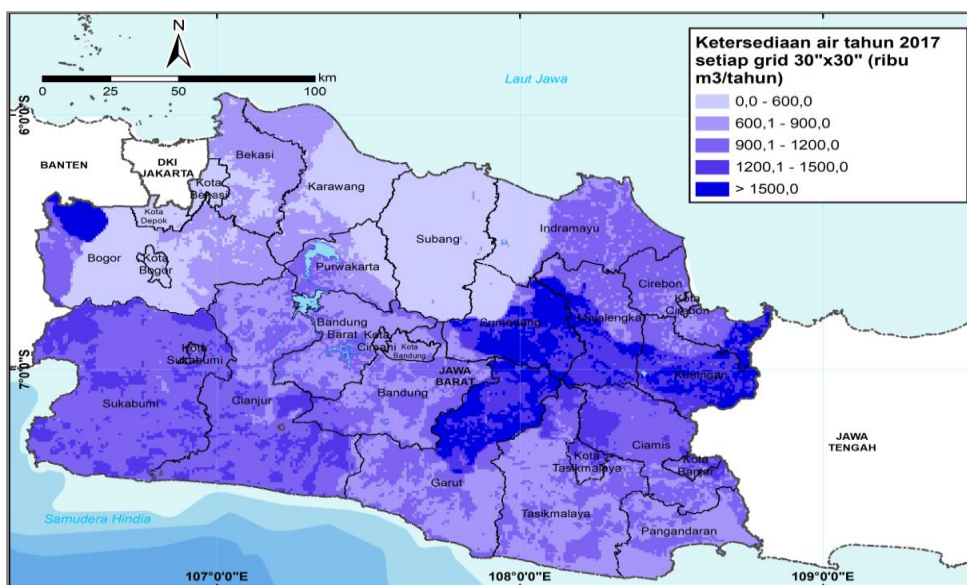 N
km
0 25 50 100
Laut Jawa
Ketersediaan air tahun 2017
setiap grid 30"x30" (ribu
m3/tahun)
0,0 - 600,0
600,1 - 900,0
900,1 - 1200,0
1200,1 - 1500,0
> 1500,0
6°0'0"S
7°0'0"S
BANTEN
DKI
JAKARTA
Bekasi
Kota
Bekasi
Karawang
Kota
Depok
Bogor
Kota
Bogor
Subang
Indramayu
Purwakarta
Cirebon
Kota
Cirebon
Sumedang
Majalengka
Bandung
Barat
Kota
Cimahi
Kota
Bandung
Kota
Sukabumi
JAWA
BARAT
Kuningan
Sukabumi
Cianjur
Bandung
Ciamis
JAWA
TENGAH
Kota
Tasikmalaya
Kota
Banjar
Garut
Tasikmalaya
Pangandaran
Samudera Hindia
107°0'0"E
108°0'0"E
109°0'0"E